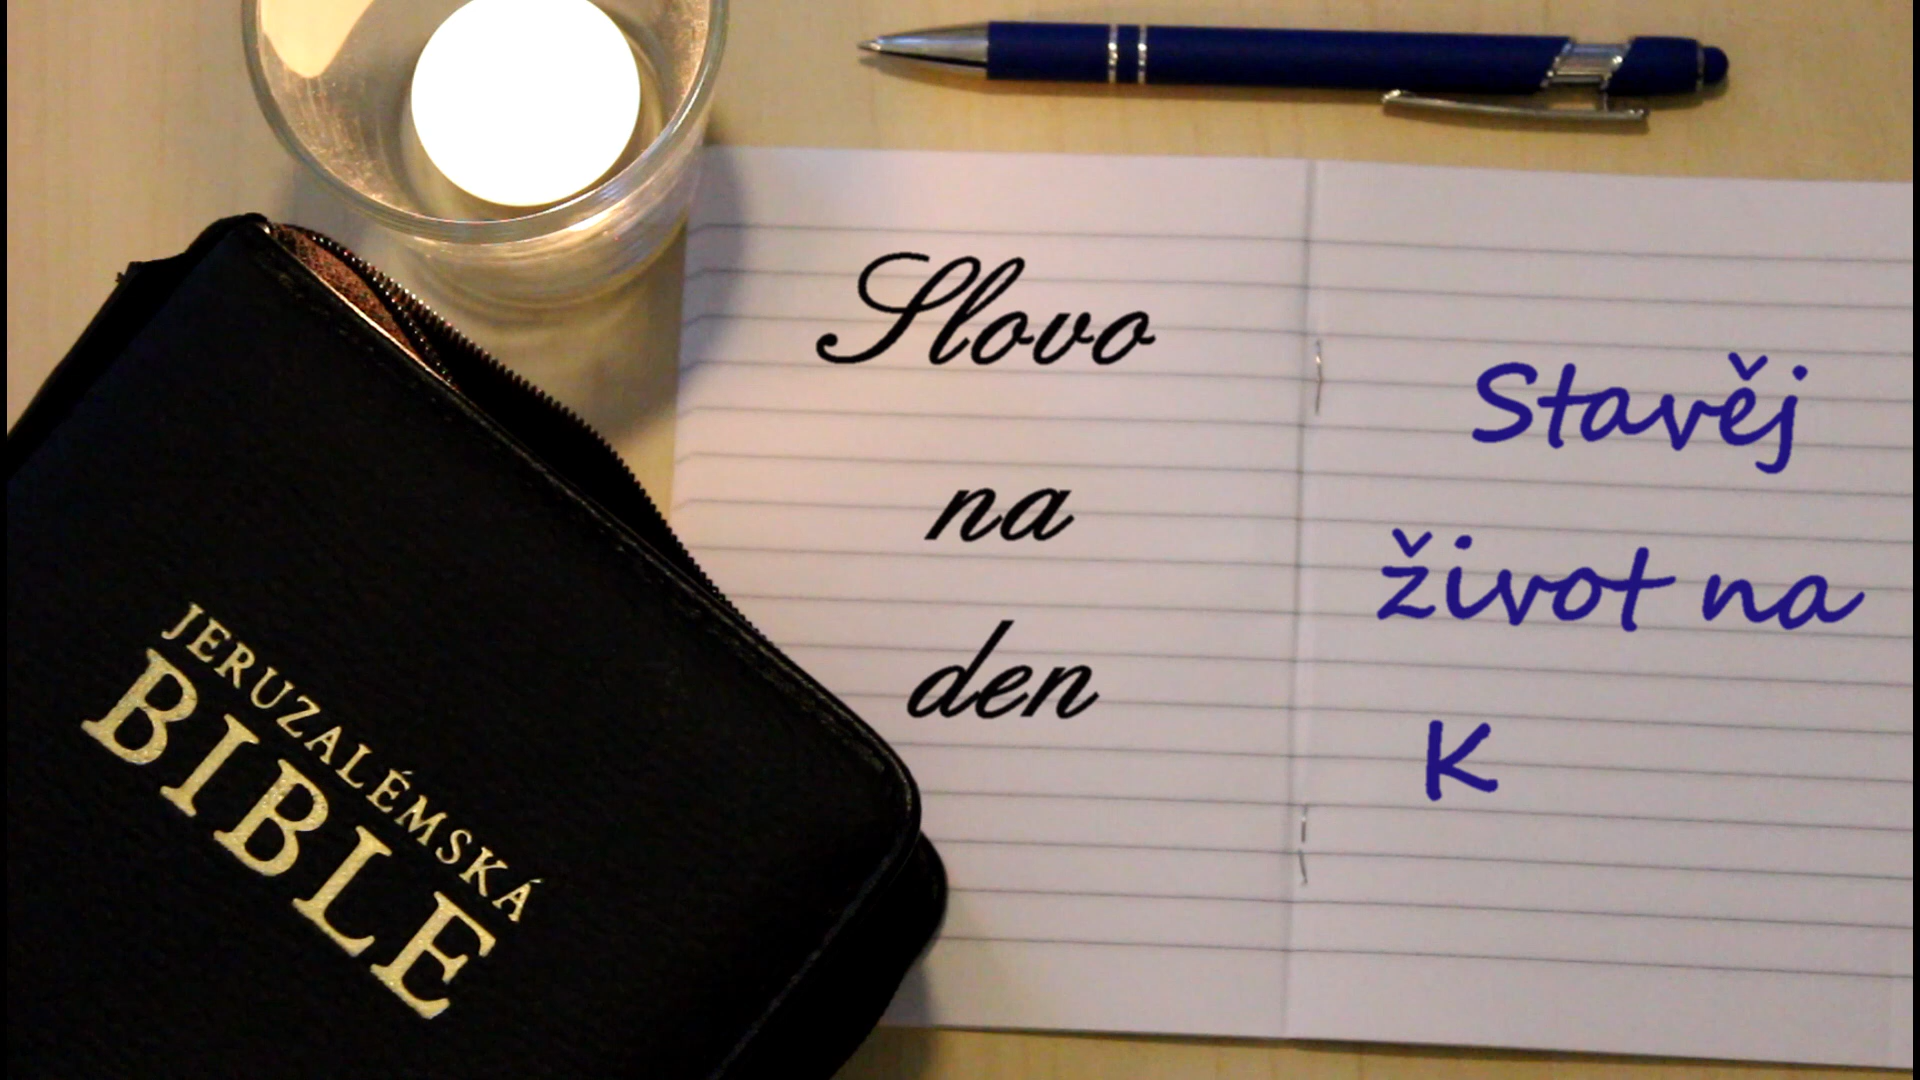 JERUZALÉMSKÁ
BIBLE
Slovo
na
den
Stavěj
život na
K